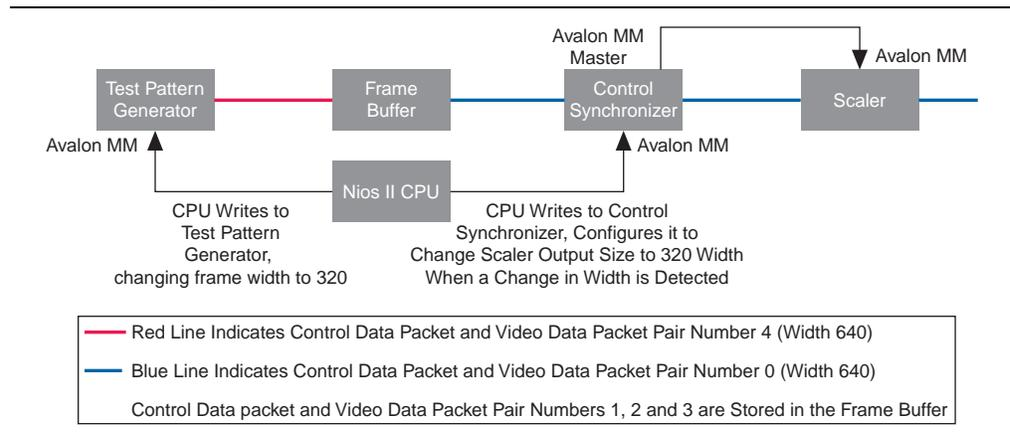 Avalon MM
Master
Avalon MM
Test Pattern
Generator
Frame
Buffer
Control
Synchronizer
Scaler
Avalon MM
Avalon MM
Nios II CPU
CPU Writes to
Test Pattern
Generator,
changing frame width to 320
CPU Writes to Control
Synchronizer, Configures it to
Change Scaler Output Size to 320 Width
When a Change in Width is Detected
Red Line Indicates Control Data Packet and Video Data Packet Pair Number 4 (Width 640)
Blue Line Indicates Control Data Packet and Video Data Packet Pair Number 0 (Width 640)
Control Data packet and Video Data Packet Pair Numbers 1, 2 and 3 are Stored in the Frame Buffer